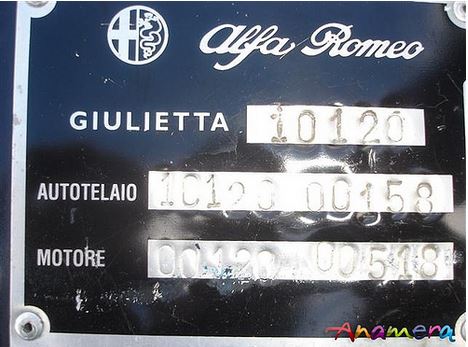 Alfa Romeo
GIULIETTA 10120
AUTOTELAIO 10120 00158
MOTORE 00120 00518
Anamera